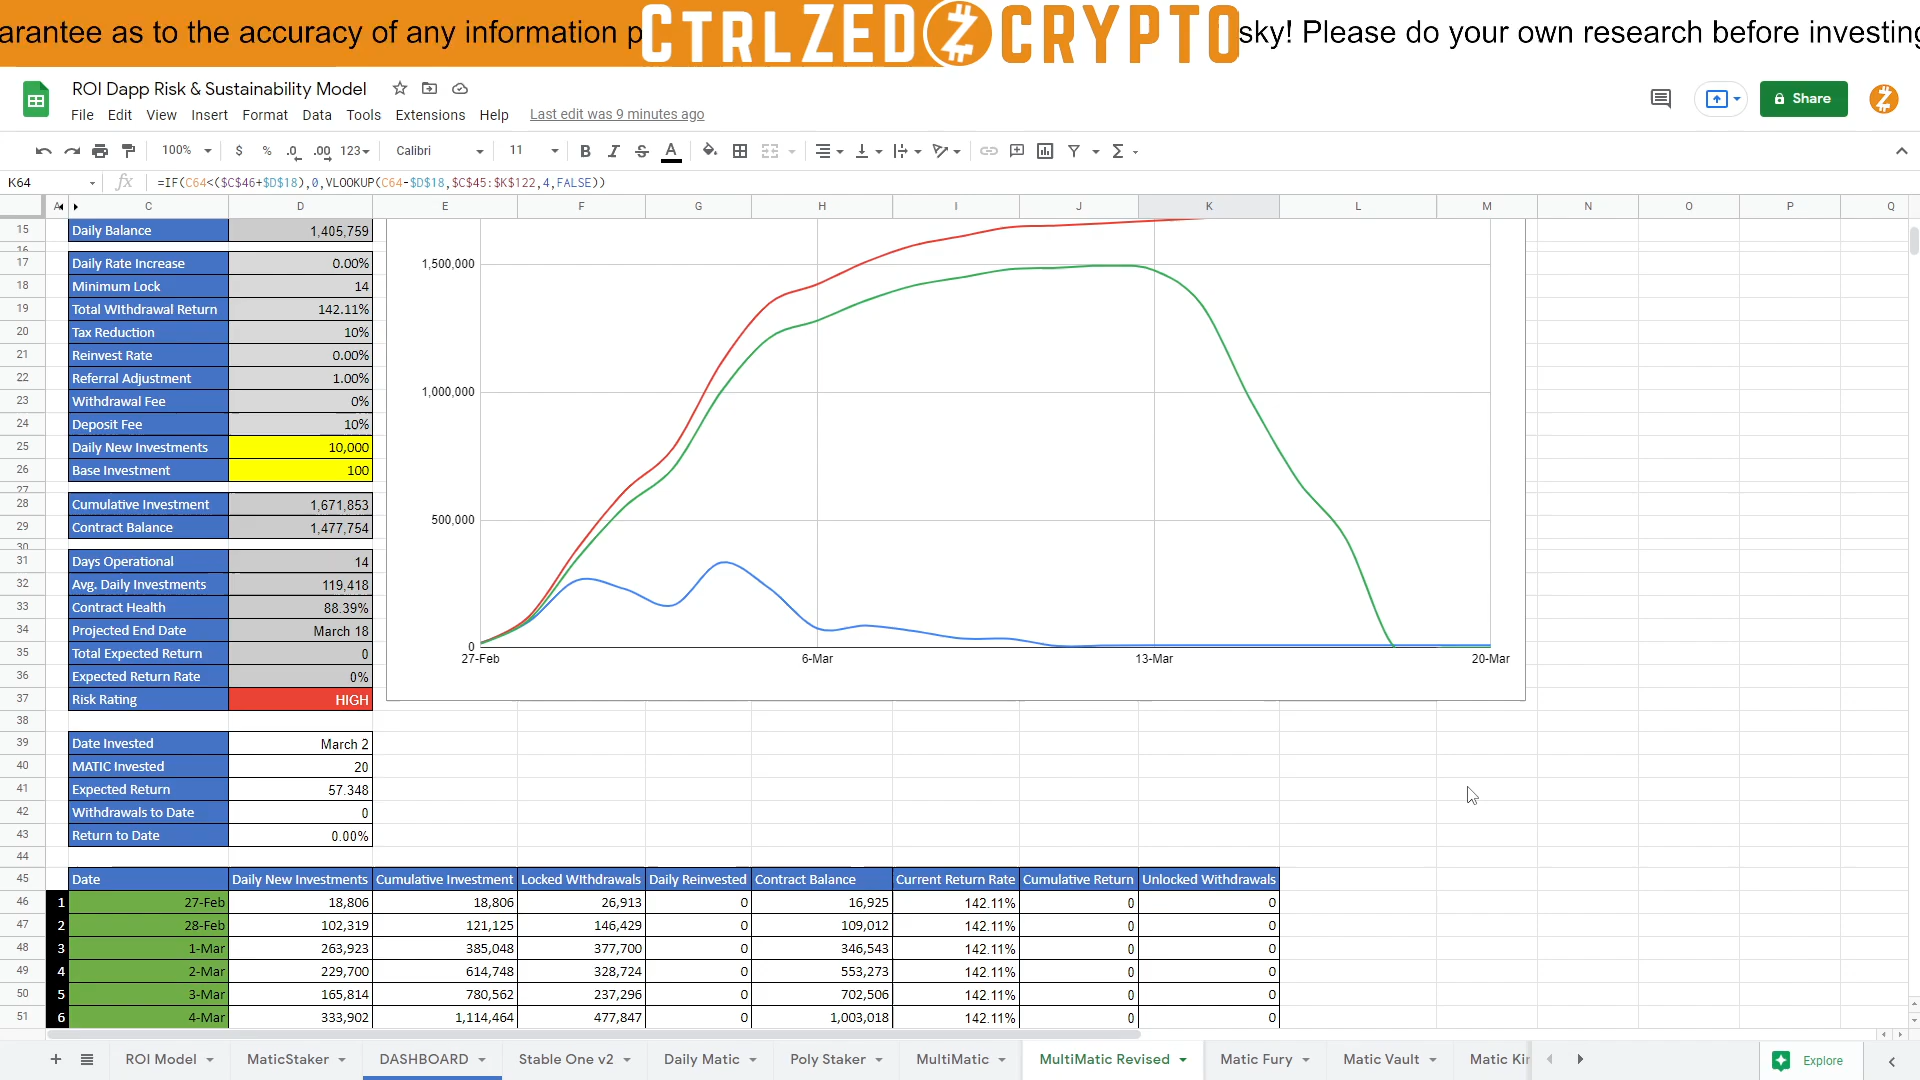 arantee as to the accuracy of any information p
CTRLZED CRYPTO
sky! Please do your own research before investing
ROI Dapp Risk & Sustainability Model
File Edit View Insert Format Data Tools Extensions Help Last edit was 9 minutes ago
Share
100% $ % .0 .00 123 Calibri 11 B I S A
K64 fx =IF(C64<($C$46+$D$18),0,VLOOKUP(C64-$D$18,$C$45:$K$122,4,FALSE))
A C D E F G H I J K L M N O P Q
15 Daily Balance 1,405,759
16
17 Daily Rate Increase 0.00%
18 Minimum Lock 14
19 Total WIthdrawal Return 142.11%
20 Tax Reduction 10%
21 Reinvest Rate 0.00%
22 Referral Adjustment 1.00%
23 Withdrawal Fee 0%
24 Deposit Fee 10%
25 Daily New Investments 10,000
26 Base Investment 100
27
28 Cumulative Investment 1,671,853
29 Contract Balance 1,477,754
30
31 Days Operational 14
32 Avg. Daily Investments 119,418
33 Contract Health 88.39%
34 Projected End Date March 18
35 Total Expected Return 0
36 Expected Return Rate 0%
37 Risk Rating HIGH
38
1,500,000
1,000,000
500,000
0
27-Feb 6-Mar 13-Mar 20-Mar
39 Date Invested March 2
40 MATIC Invested 20
41 Expected Return 57.348
42 Withdrawals to Date 0
43 Return to Date 0.00%
44
45 Date Daily New Investments Cumulative Investment Locked WIthdrawals Daily Reinvested Contract Balance Current Return Rate Cumulative Return Unlocked Withdrawals
46 1 27-Feb 18,806 18,806 26,913 0 16,925 142.11% 0 0
47 2 28-Feb 102,319 121,125 146,429 0 109,012 142.11% 0 0
48 3 1-Mar 263,923 385,048 377,700 0 346,543 142.11% 0 0
49 4 2-Mar 229,700 614,748 328,724 0 553,273 142.11% 0 0
50 5 3-Mar 165,814 780,562 237,296 0 702,506 142.11% 0 0
51 6 4-Mar 333,902 1,114,464 477,847 0 1,003,018 142.11% 0 0
ROI Model MaticStaker DASHBOARD Stable One v2 Daily Matic Poly Staker MultiMatic MultiMatic Revised Matic Fury Matic Vault Matic Ki Explore